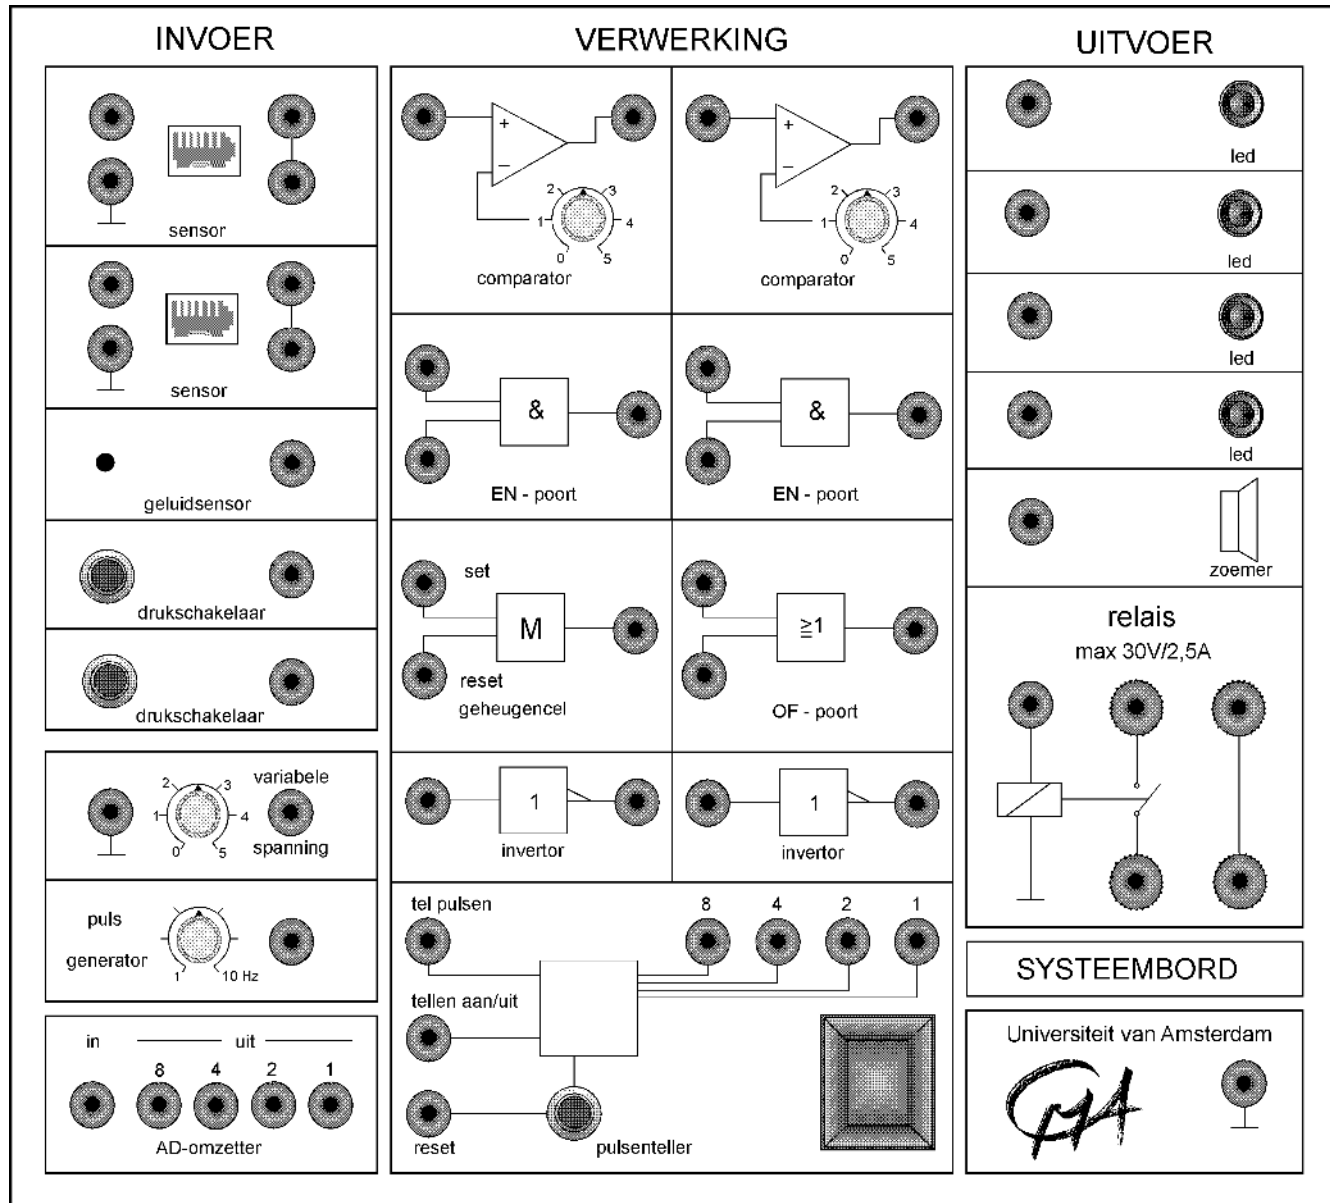 INVOER
sensor
sensor
geluidsensor
drukschakelaar
drukschakelaar
variabele
0 1 2 3 4 5
spanning
puls
generator
1 10 Hz
in uit
8 4 2 1
AD-omzetter
VERWERKING
+
−
0 1 2 3 4 5
comparator
+
−
0 1 2 3 4 5
comparator
&
EN - poort
&
EN - poort
set
M
reset
geheugencel
≧1
OF - poort
1
invertor
1
invertor
tel pulsen
8 4 2 1
tellen aan/uit
reset
pulsenteller
UITVOER
led
led
led
led
zoemer
relais
max 30V/2,5A
SYSTEEMBORD
Universiteit van Amsterdam
CMA